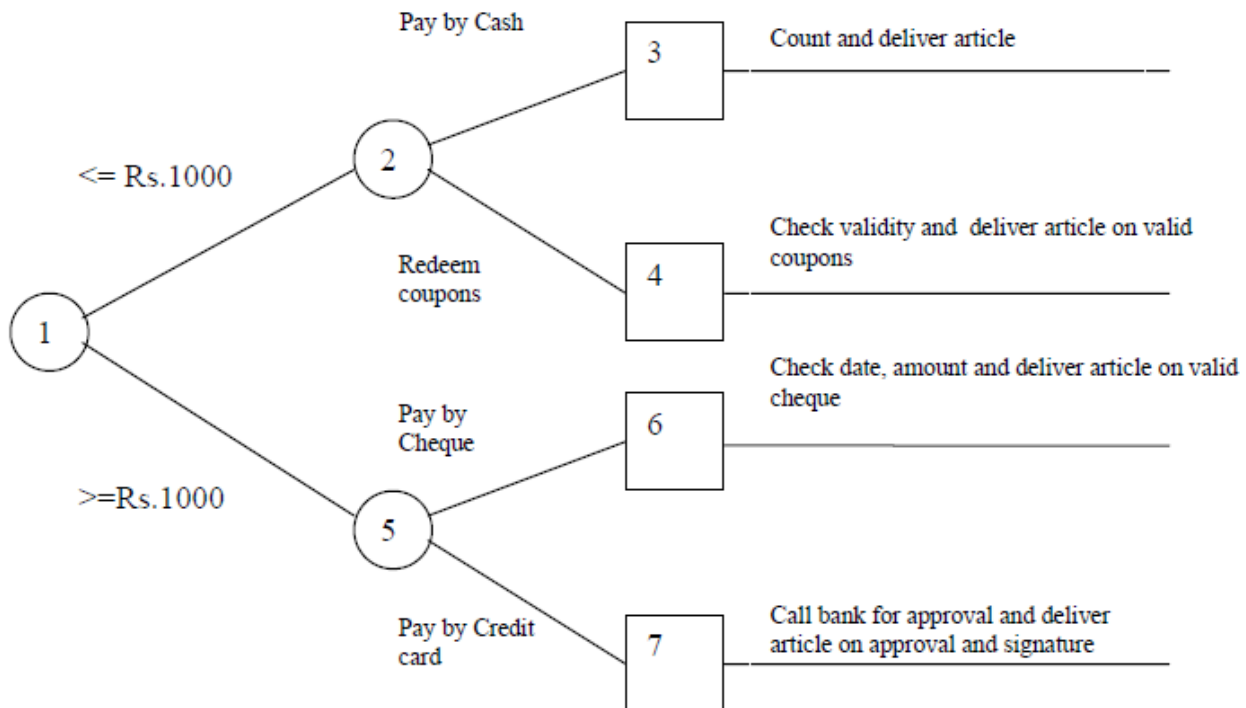 Pay by Cash
3
Count and deliver article
2
<= Rs.1000
Check validity and deliver article on valid
coupons
Redeem
coupons
4
1
Check date, amount and deliver article on valid
cheque
Pay by
Cheque
6
>=Rs.1000
5
Pay by Credit
card
7
Call bank for approval and deliver
article on approval and signature